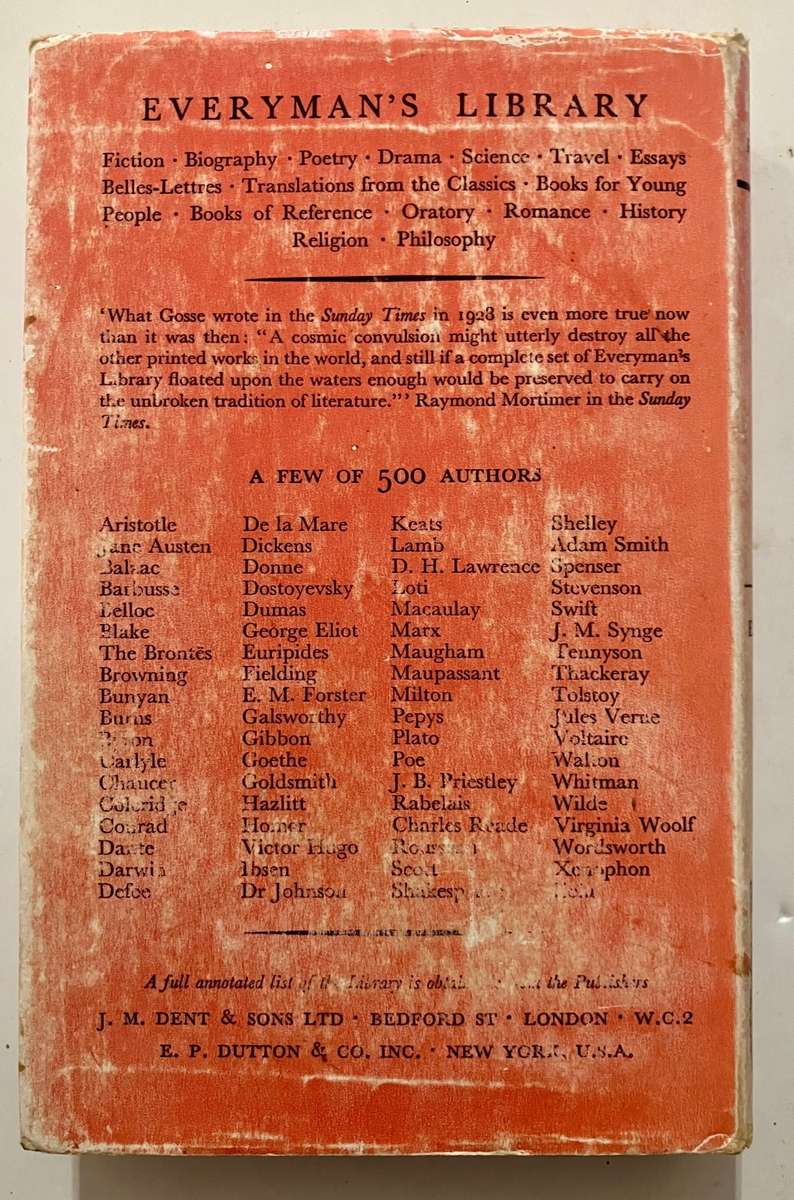 EVERYMAN'S LIBRARY
Fiction · Biography · Poetry · Drama · Science · Travel · Essays
Belles-Lettres · Translations from the Classics · Books for Young
People · Books of Reference · Oratory · Romance · History
Religion · Philosophy
'What Gosse wrote in the Sunday Times in 1928 is even more true now
than it was then: "A cosmic convulsion might utterly destroy all the
other printed works in the world, and still if a complete set of Everyman's
Library floated upon the waters enough would be preserved to carry on
the unbroken tradition of literature."' Raymond Mortimer in the Sunday
Times.
A FEW OF 500 AUTHORS
Aristotle De la Mare Keats Shelley
Jane Austen Dickens Lamb Adam Smith
Balzac Donne D. H. Lawrence Spenser
Barbusse Dostoyevsky Loti Stevenson
Belloc Dumas Macaulay Swift
Blake George Eliot Marx J. M. Synge
The Brontës Euripides Maugham Tennyson
Browning Fielding Maupassant Thackeray
Bunyan E. M. Forster Milton Tolstoy
Burns Galsworthy Pepys Jules Verne
Byron Gibbon Plato Voltaire
Carlyle Goethe Poe Walton
Chaucer Goldsmith J. B. Priestley Whitman
Coleridge Hazlitt Rabelais Wilde
Conrad Homer Charles Reade Virginia Woolf
Dante Victor Hugo Rousseau Wordsworth
Darwin Ibsen Scott Xenophon
Defoe Dr Johnson Shakespeare
A full annotated list of the Library is obtainable from the Publishers
J. M. DENT & SONS LTD · BEDFORD ST · LONDON · W.C.2
E. P. DUTTON & CO. INC. · NEW YORK, U.S.A.